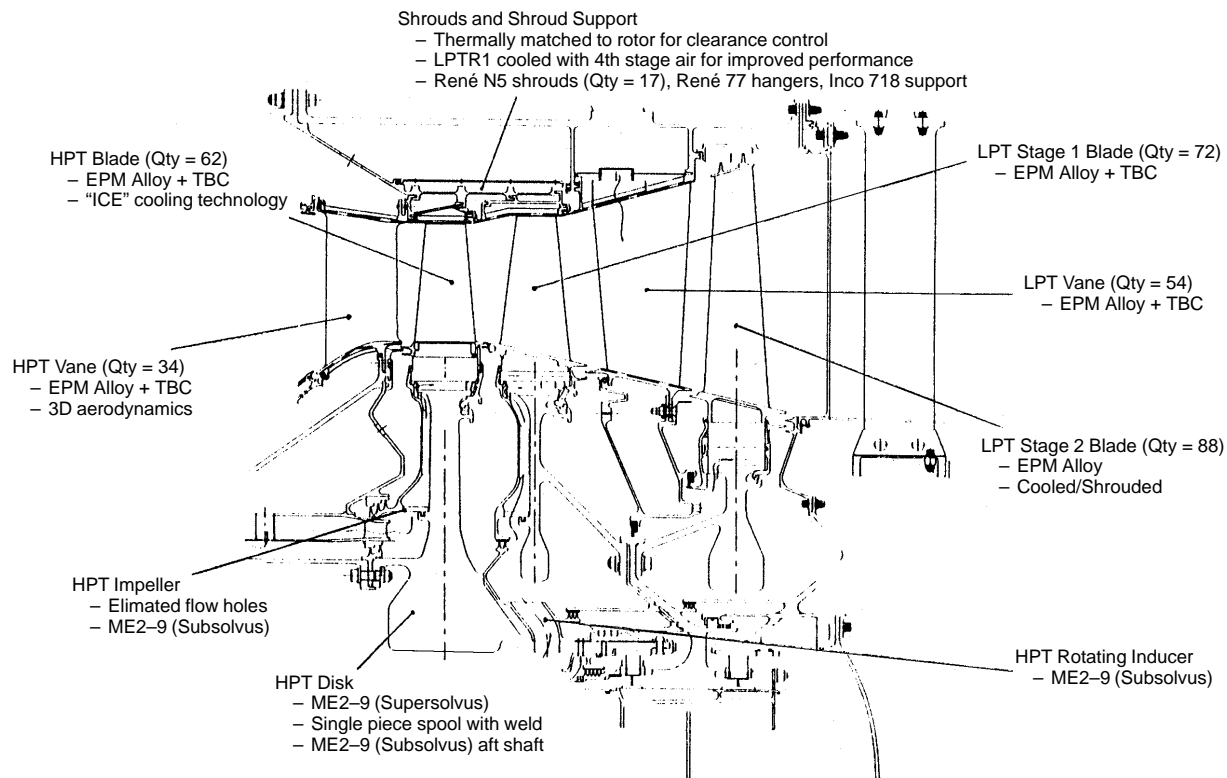 Shrouds and Shroud Support
– Thermally matched to rotor for clearance control
– LPTR1 cooled with 4th stage air for improved performance
– René N5 shrouds (Qty = 17), René 77 hangers, Inco 718 support
HPT Blade (Qty = 62)
– EPM Alloy + TBC
– “ICE” cooling technology
LPT Stage 1 Blade (Qty = 72)
– EPM Alloy + TBC
LPT Vane (Qty = 54)
– EPM Alloy + TBC
HPT Vane (Qty = 34)
– EPM Alloy + TBC
– 3D aerodynamics
LPT Stage 2 Blade (Qty = 88)
– EPM Alloy
– Cooled/Shrouded
HPT Impeller
– Elimated flow holes
– ME2–9 (Subsolvus)
HPT Rotating Inducer
– ME2–9 (Subsolvus)
HPT Disk
– ME2–9 (Supersolvus)
– Single piece spool with weld
– ME2–9 (Subsolvus) aft shaft